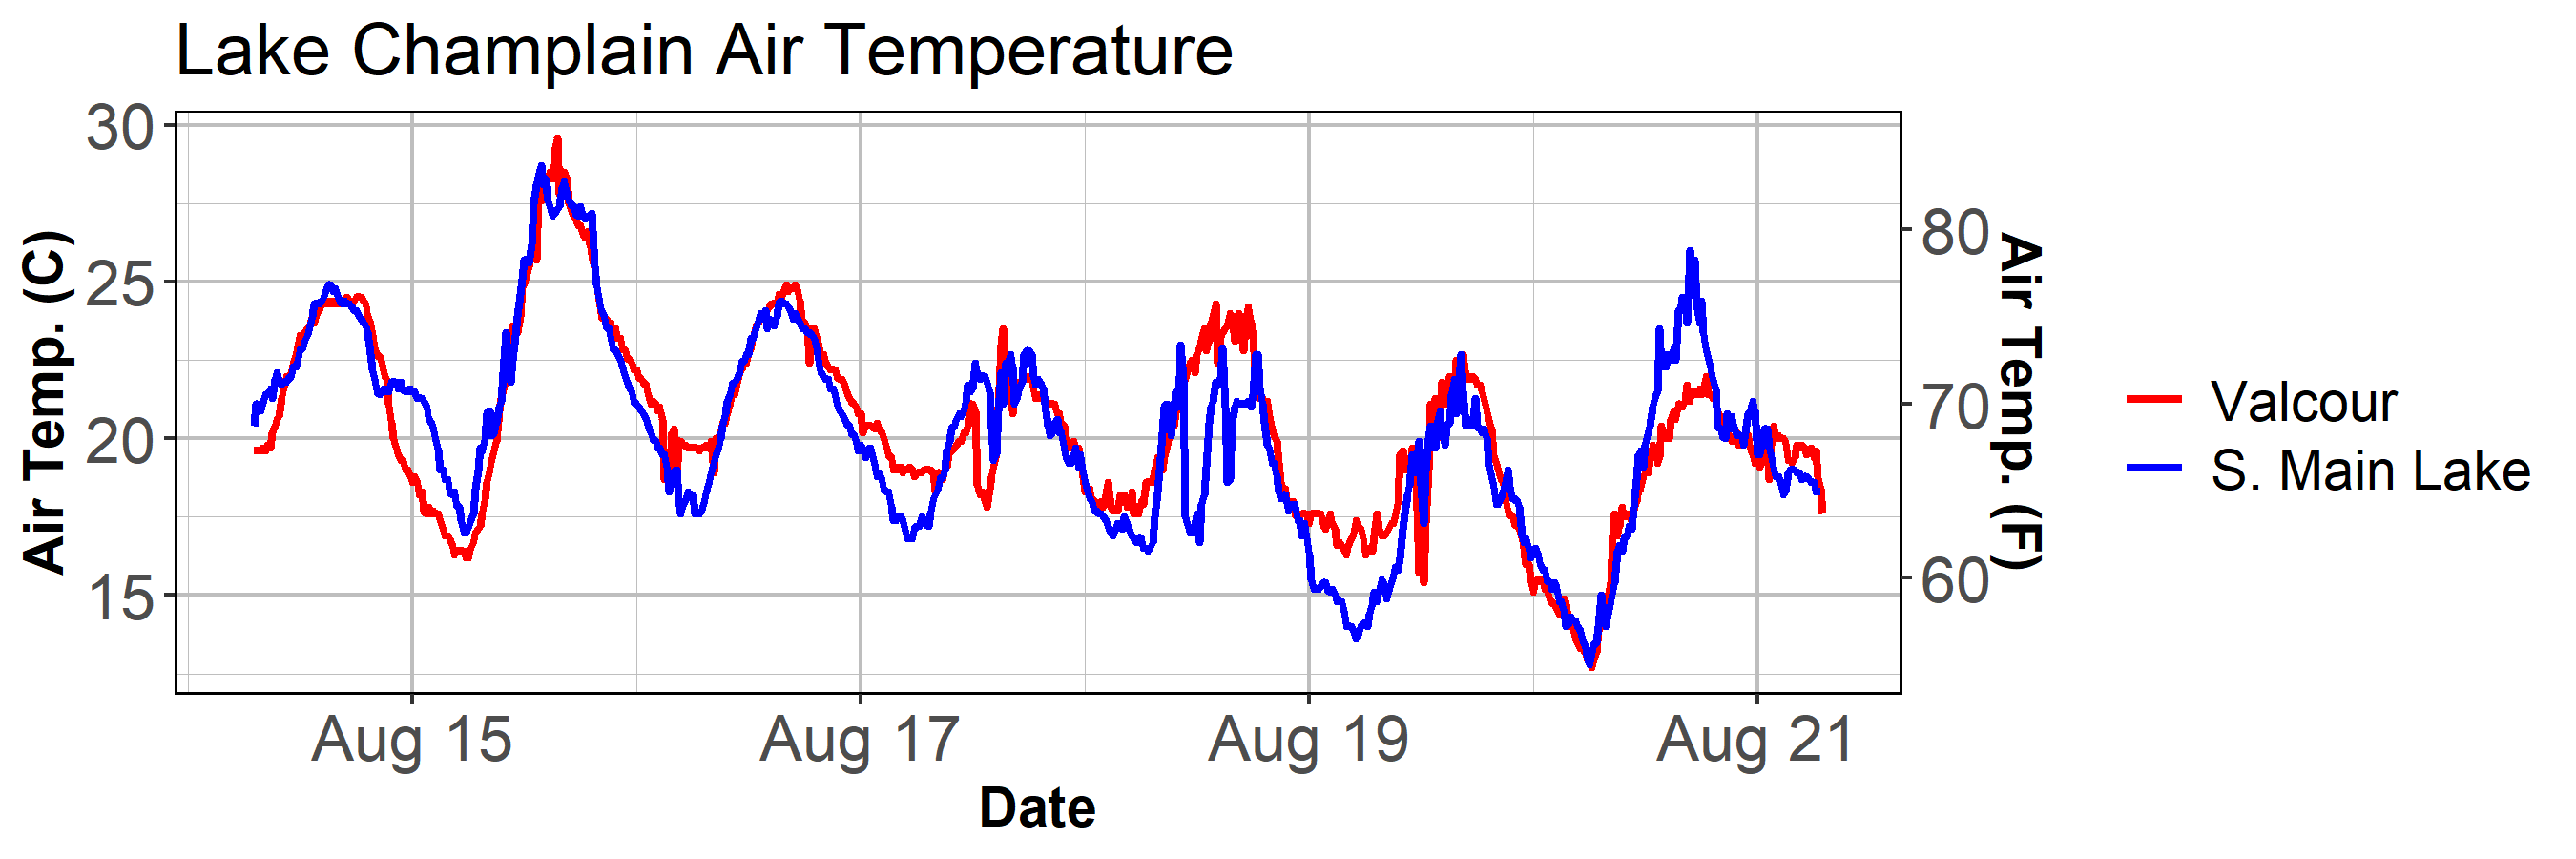 Lake Champlain Air Temperature
30
25
20
15
Air Temp. (C)
80
70
60
Air Temp. (F)
Aug 15
Aug 17
Aug 19
Aug 21
Date
Valcour
S. Main Lake